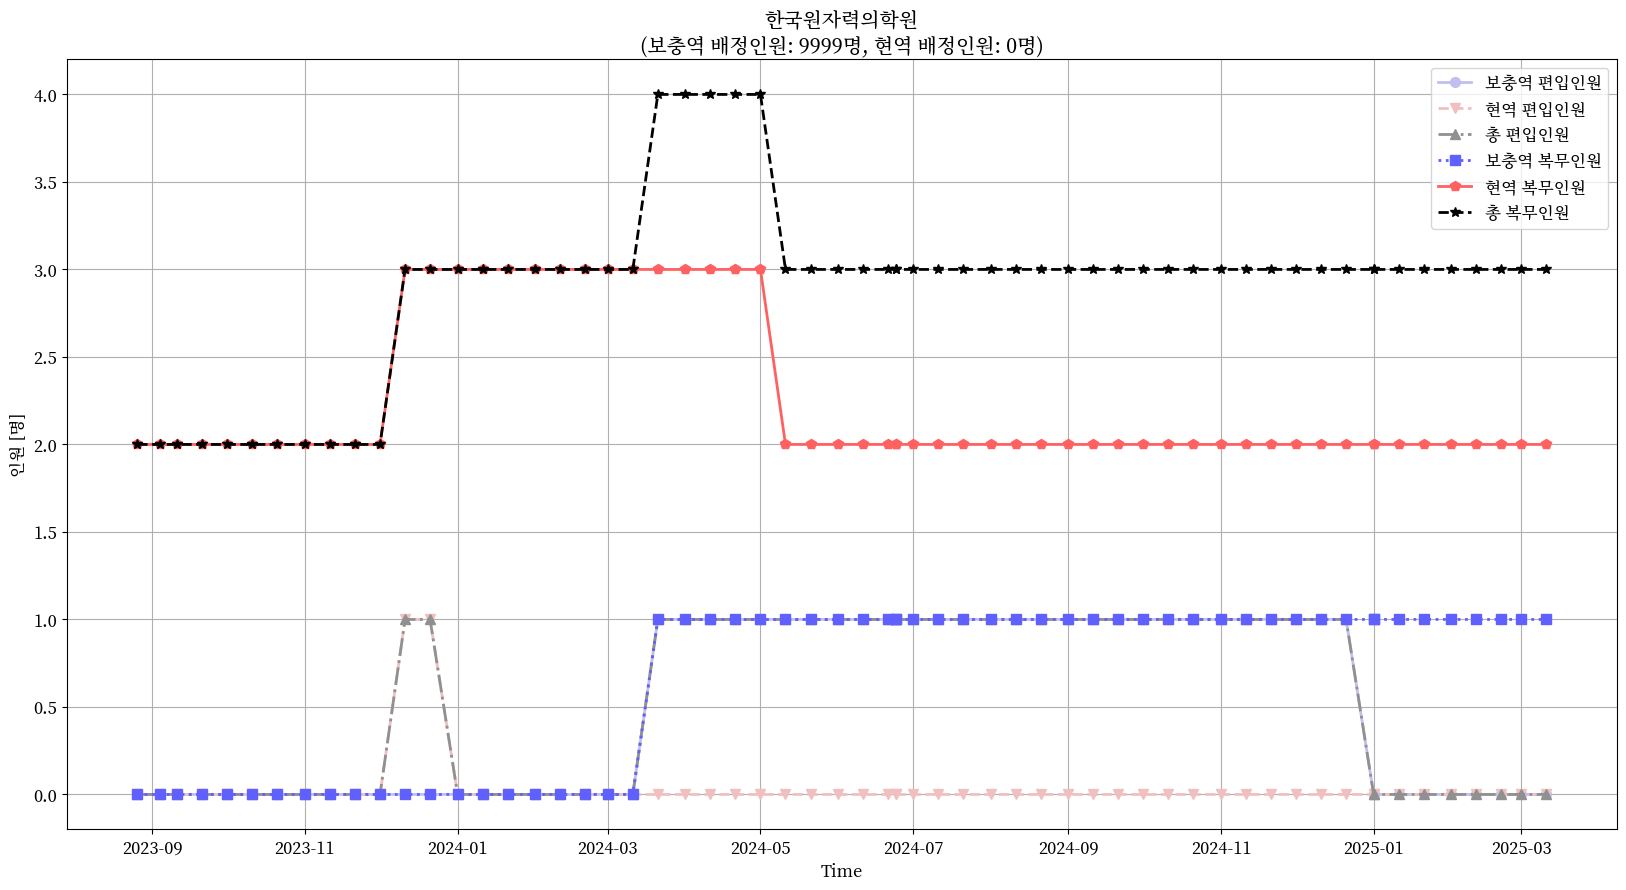 한국원자력의학원
(보충역 배정인원: 9999명, 현역 배정인원: 0명)
보충역 편입인원
현역 편입인원
총 편입인원
보충역 복무인원
현역 복무인원
총 복무인원
4.0
3.5
3.0
2.5
2.0
1.5
1.0
0.5
0.0
인원 [명]
2023-09
2023-11
2024-01
2024-03
2024-05
2024-07
2024-09
2024-11
2025-01
2025-03
Time